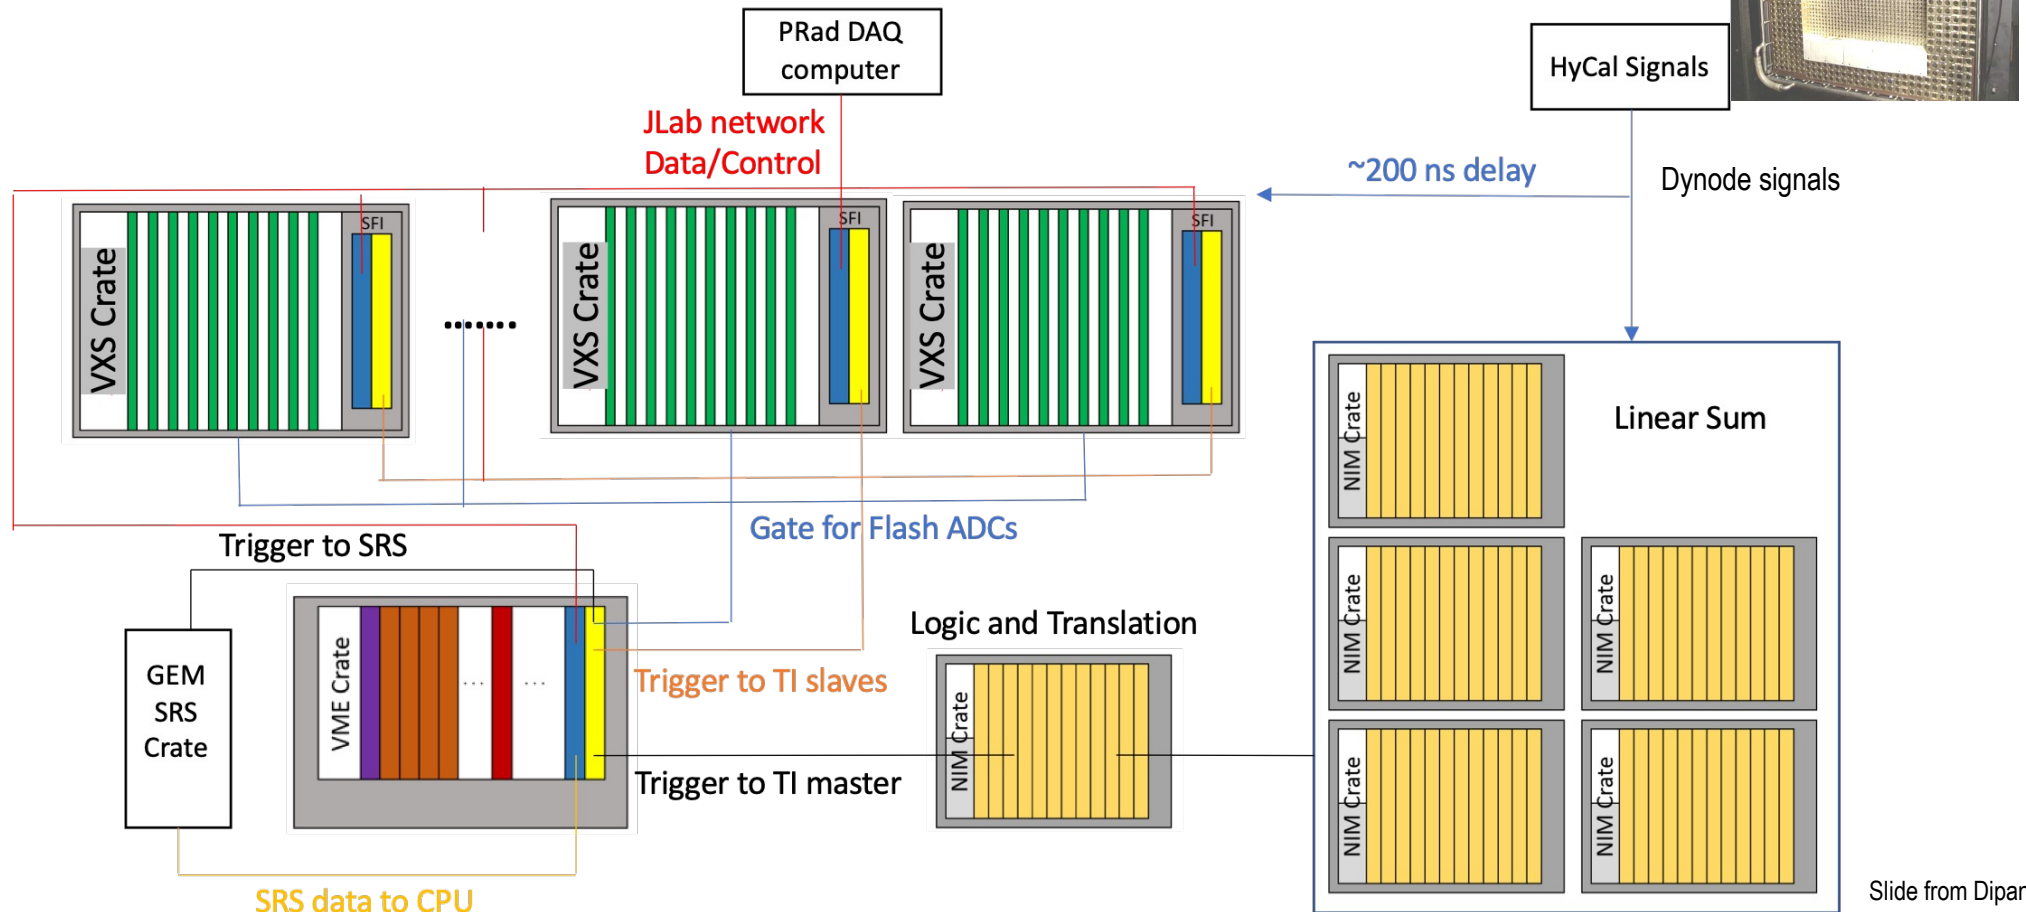 PRad DAQ
computer
HyCal Signals
JLab network
Data/Control
~200 ns delay
Dynode signals
SFI
SFI
SFI
VXS Crate
.......
VXS Crate
VXS Crate
NIM Crate
Linear Sum
Gate for Flash ADCs
Trigger to SRS
NIM Crate
NIM Crate
Logic and Translation
GEM
SRS
Crate
VME Crate
...
...
Trigger to TI slaves
NIM Crate
Trigger to TI master
NIM Crate
NIM Crate
SRS data to CPU
Slide from